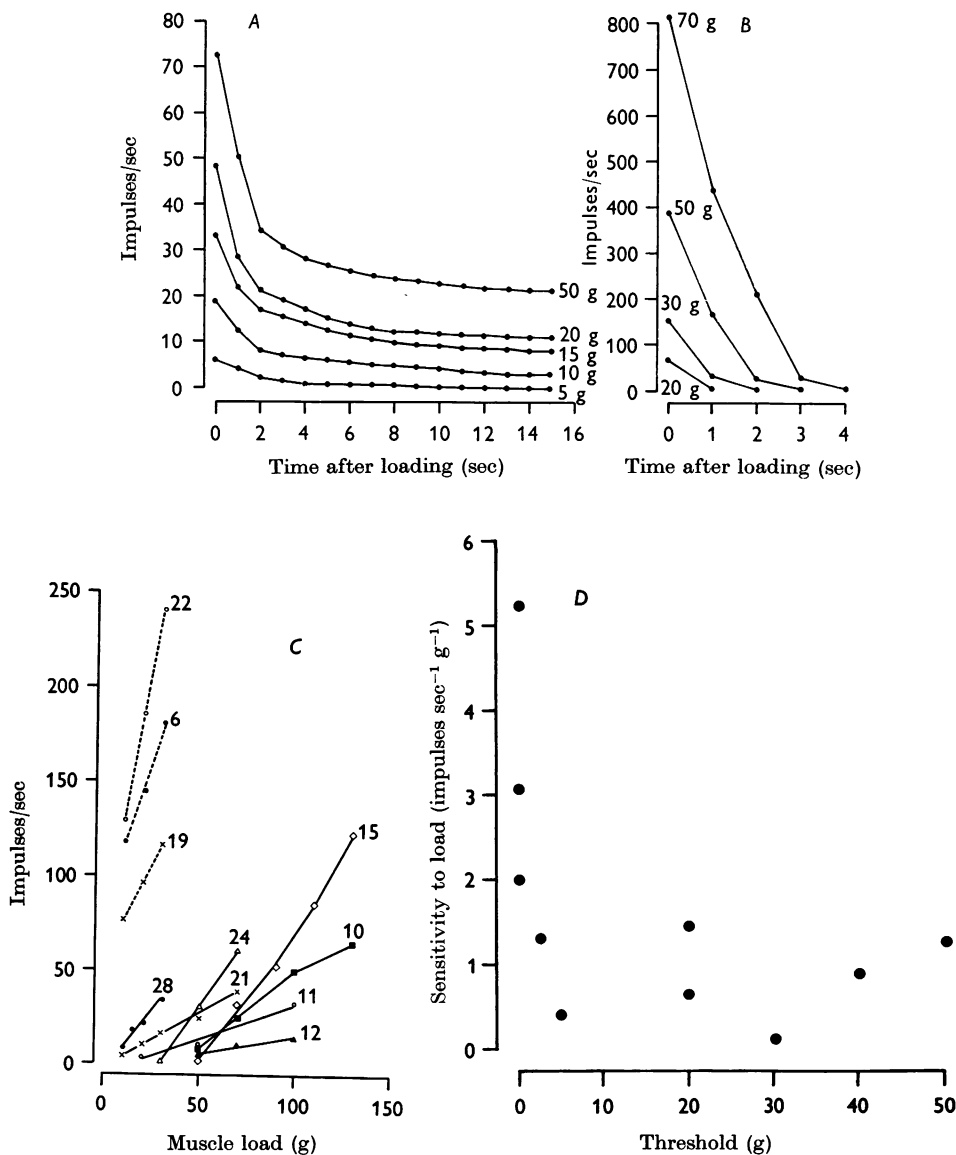 A
80
70
60
50
40
30
20
10
0
Impulses/sec
50 g
20 g
15 g
10 g
5 g
0 2 4 6 8 10 12 14 16
Time after loading (sec)
B
800
700
600
500
400
300
200
100
0
Impulses/sec
70 g
50 g
30 g
20 g
0 1 2 3 4
Time after loading (sec)
C
250
200
150
100
50
0
Impulses/sec
22
6
19
15
24
10
28
21
11
12
0 50 100 150
Muscle load (g)
D
6
5
4
3
2
1
0
Sensitivity to load (impulses sec⁻¹ g⁻¹)
0 10 20 30 40 50
Threshold (g)